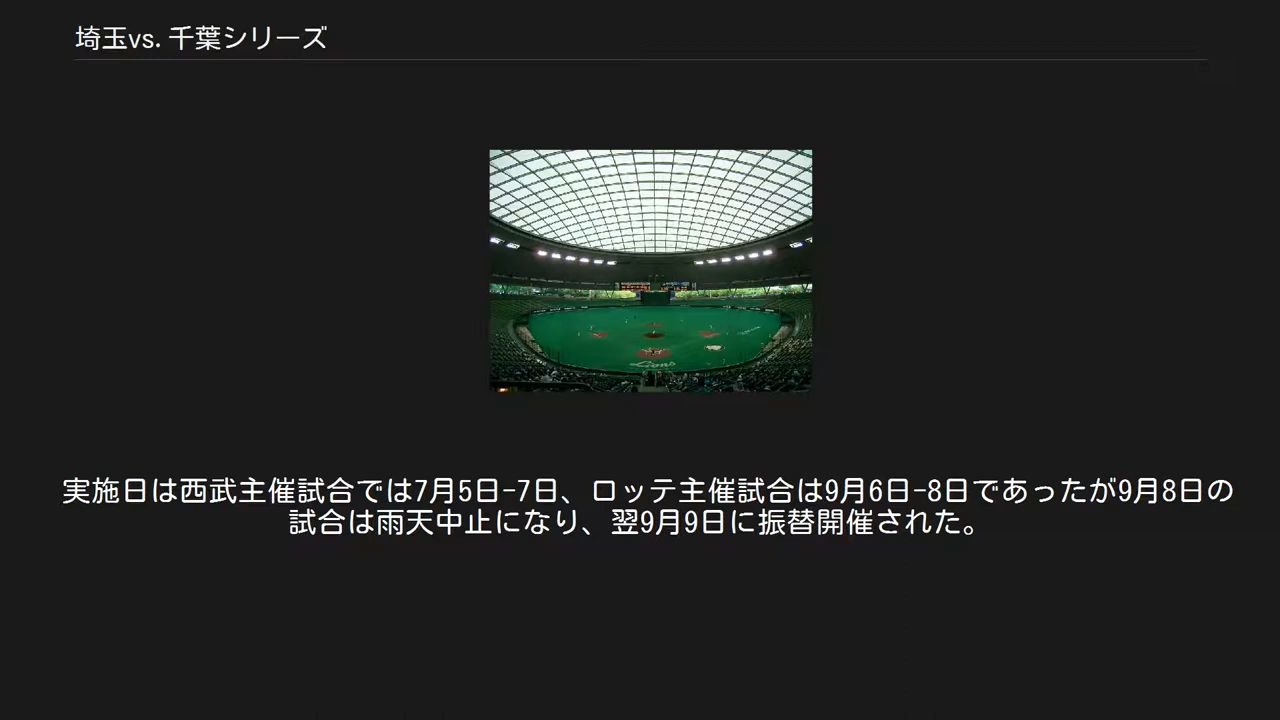 埼玉vs. 千葉シリーズ
Lions
実施日は西武主催試合では7月5日-7日、ロッテ主催試合は9月6日-8日であったが9月8日の
試合は雨天中止になり、翌9月9日に振替開催された。